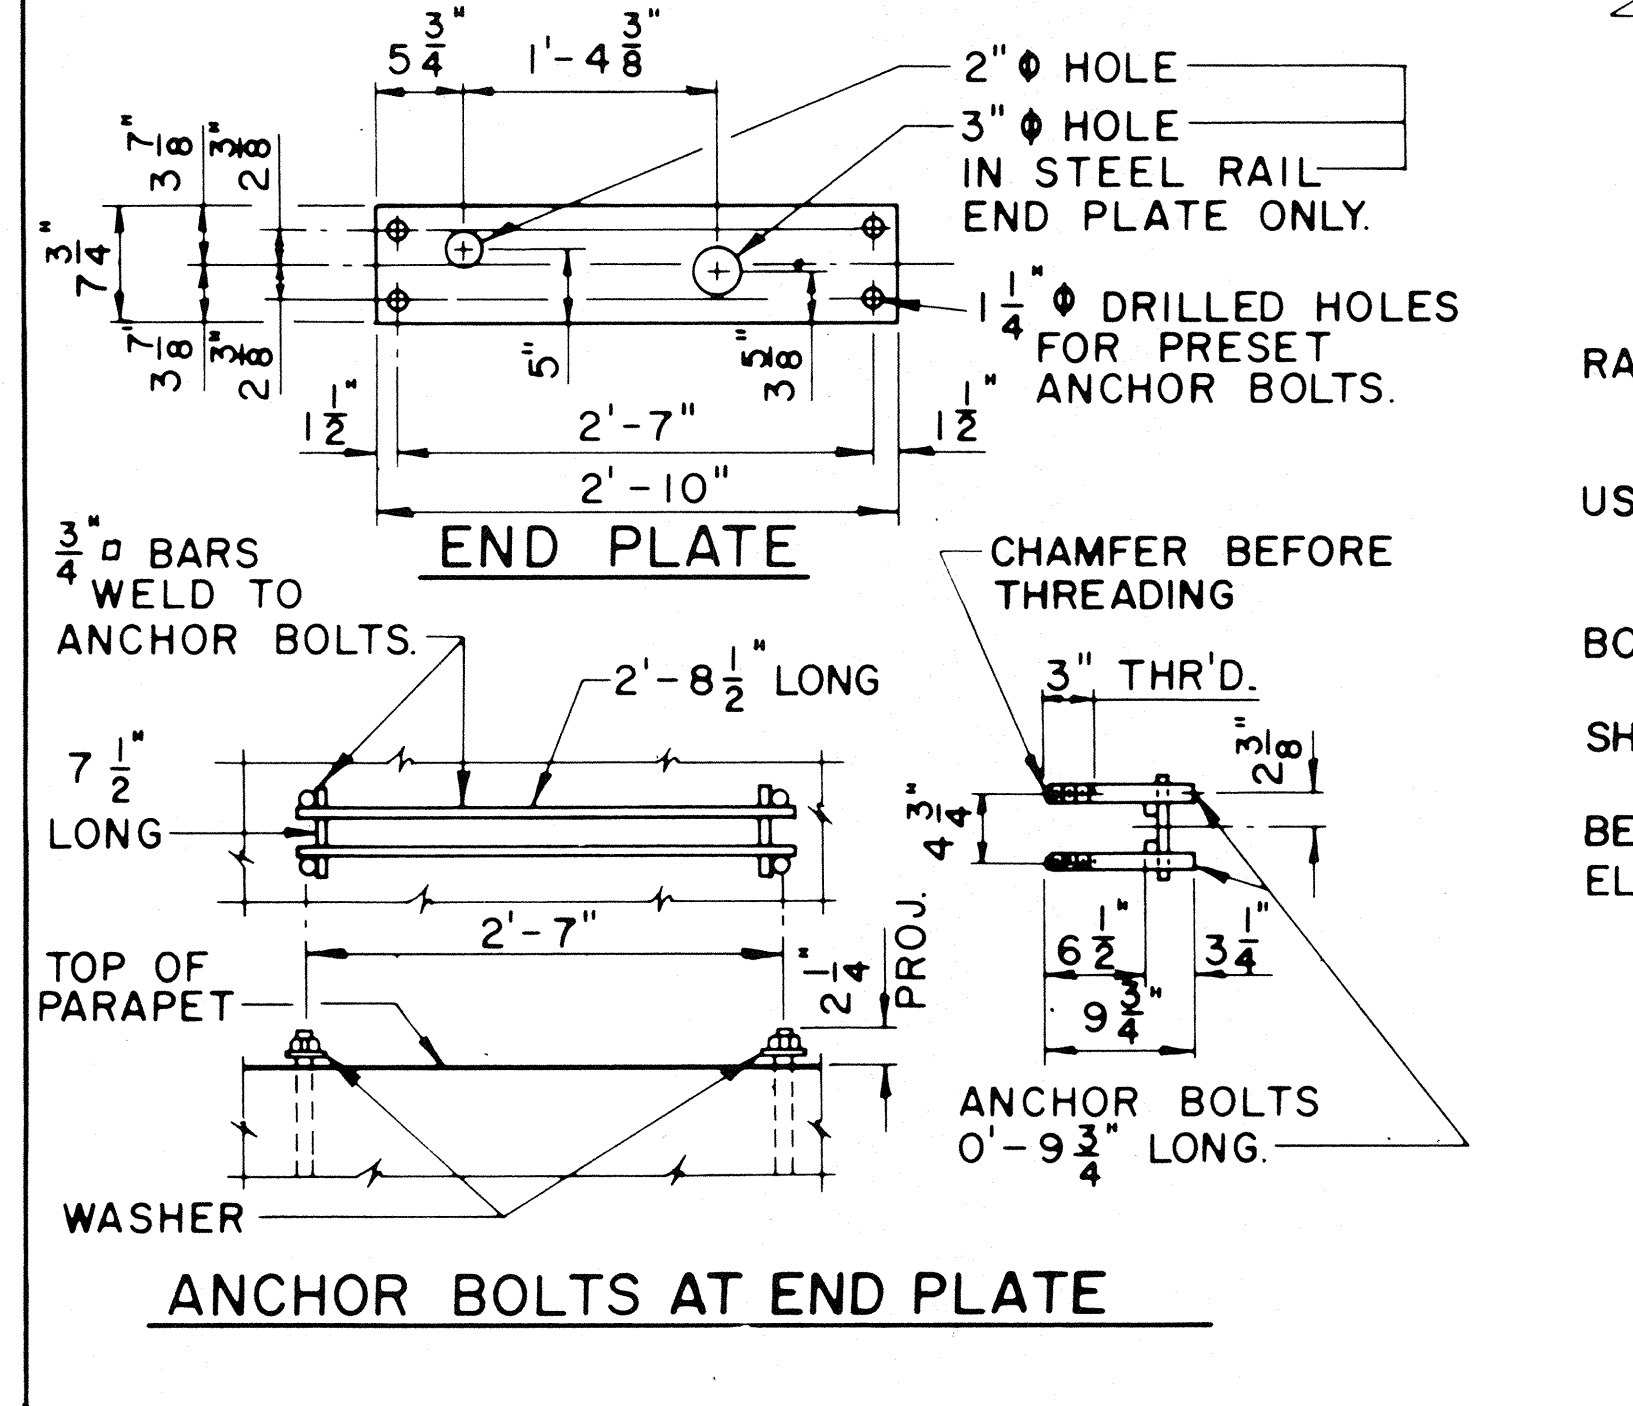 5 3/4"
1'-4 3/8"
2" Φ HOLE
3" Φ HOLE
IN STEEL RAIL
END PLATE ONLY.
3 7/8"
2 3/8"
7 3/4"
3 7/8"
2 3/8"
5"
3 5/8"
1 1/4" Φ DRILLED HOLES
FOR PRESET
ANCHOR BOLTS.
1 1/2"
2'-7"
1 1/2"
2'-10"
END PLATE
3/4" □ BARS
WELD TO
ANCHOR BOLTS.
2'-8 1/2" LONG
7 1/2"
LONG
2'-7"
TOP OF
PARAPET
2 1/4"
PROJ.
WASHER
CHAMFER BEFORE
THREADING
3" THR'D.
2 3/8"
4 3/4"
6 1/2"
3 1/4"
9 3/4"
ANCHOR BOLTS
0'-9 3/4" LONG.
ANCHOR BOLTS AT END PLATE
RA
US
BO
SH
BE
EL